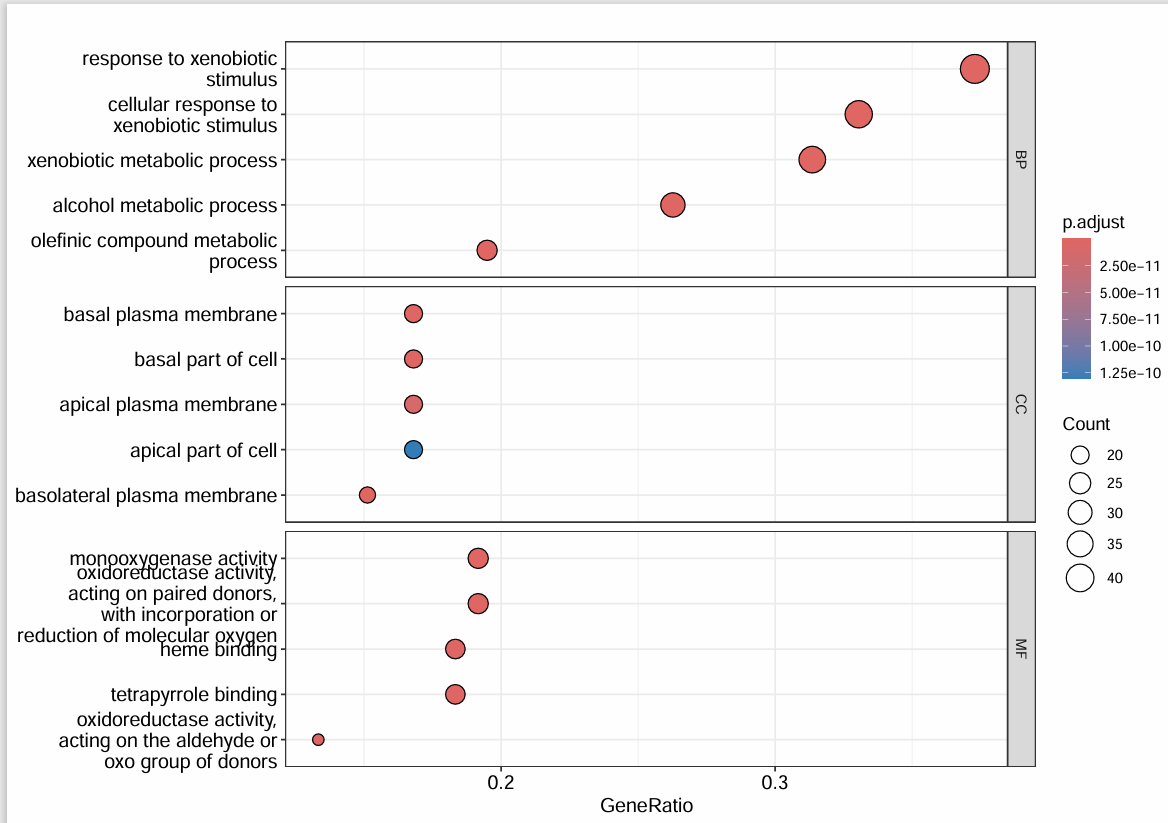 response to xenobiotic
stimulus
cellular response to
xenobiotic stimulus
xenobiotic metabolic process
alcohol metabolic process
olefinic compound metabolic
process
BP
basal plasma membrane
basal part of cell
apical plasma membrane
apical part of cell
basolateral plasma membrane
CC
monooxygenase activity
oxidoreductase activity,
acting on paired donors,
with incorporation or
reduction of molecular oxygen
heme binding
tetrapyrrole binding
oxidoreductase activity,
acting on the aldehyde or
oxo group of donors
MF
0.2
0.3
GeneRatio
p.adjust
2.50e−11
5.00e−11
7.50e−11
1.00e−10
1.25e−10
Count
20
25
30
35
40